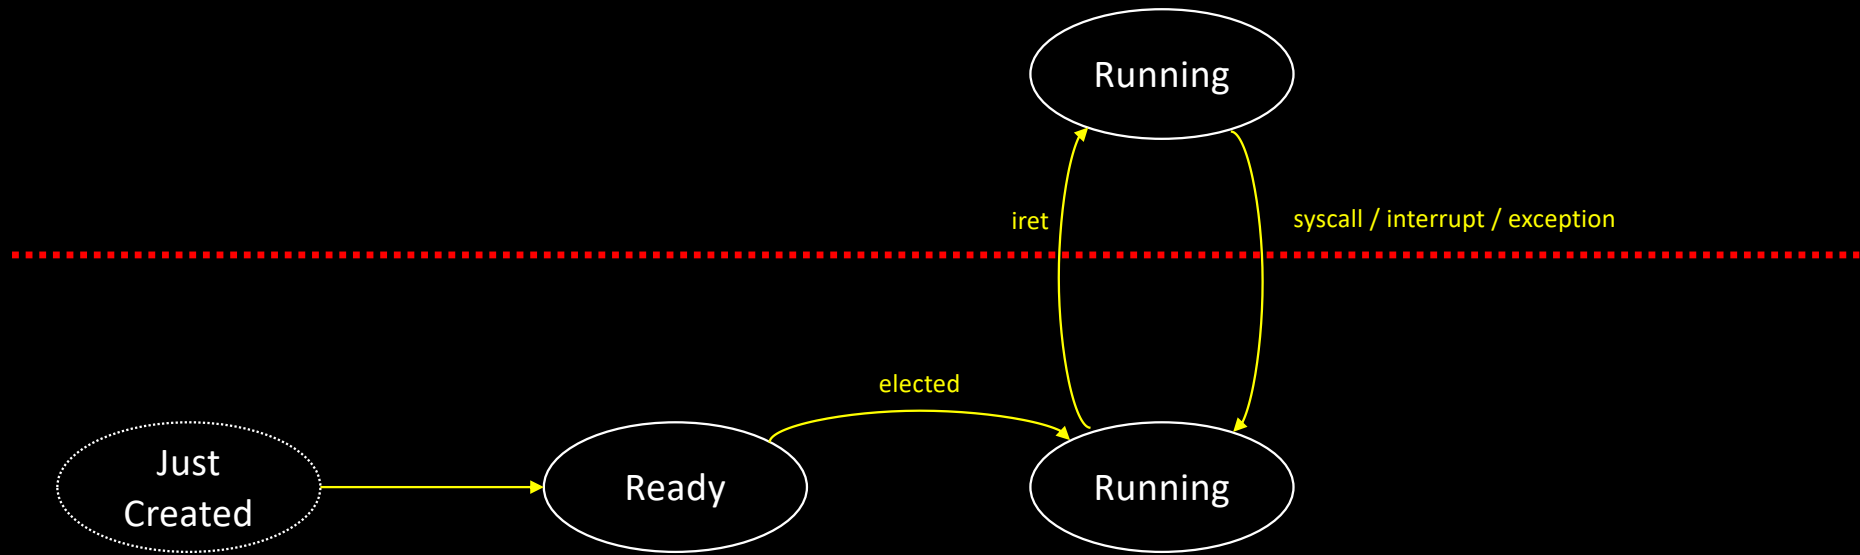 Running
iret
syscall / interrupt / exception
elected
Just
Created
Ready
Running